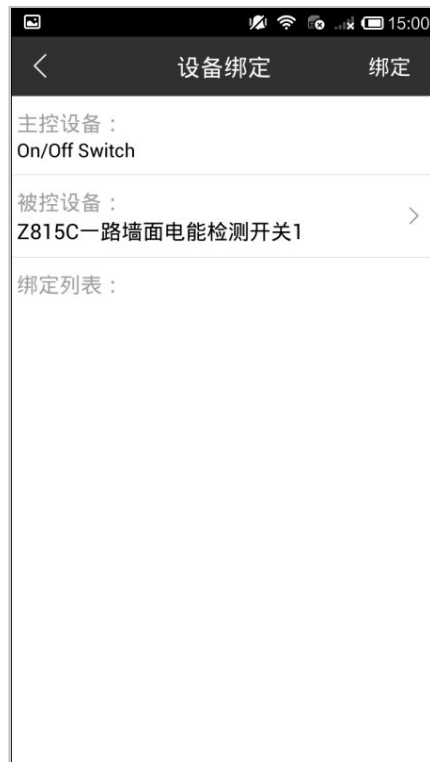 15:00
设备绑定
绑定
主控设备：
On/Off Switch
被控设备：
Z815C一路墙面电能检测开关1
绑定列表：